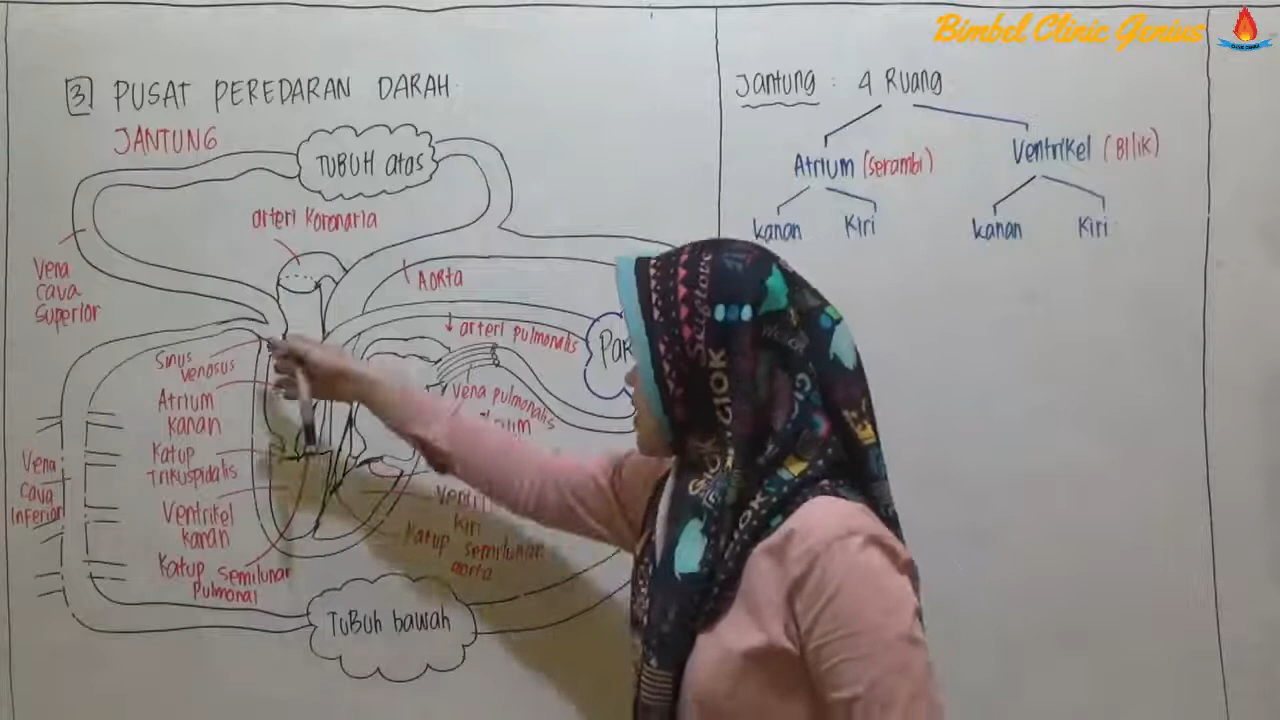 Bimbel Clinic Genius
3 PUSAT PEREDARAN DARAH
JANTUNG
TUBUH atas
arteri Koronaria
Vena
Cava
Superior
AORTA
arteri pulmonalis
Sinus
Venosus
Vena pulmonalis
Atrium
Kanan
Katup
Trikuspidalis
Vena
Cava
Inferior
Ventrikel
Kanan
Kiri
Katup Semilunar
aorta
Katup Semilunar
Pulmonal
TUBUH bawah
Jantung : 4 Ruang
Atrium (Serambi)
Ventrikel (BIlIK)
kanan
Kiri
kanan
Kiri